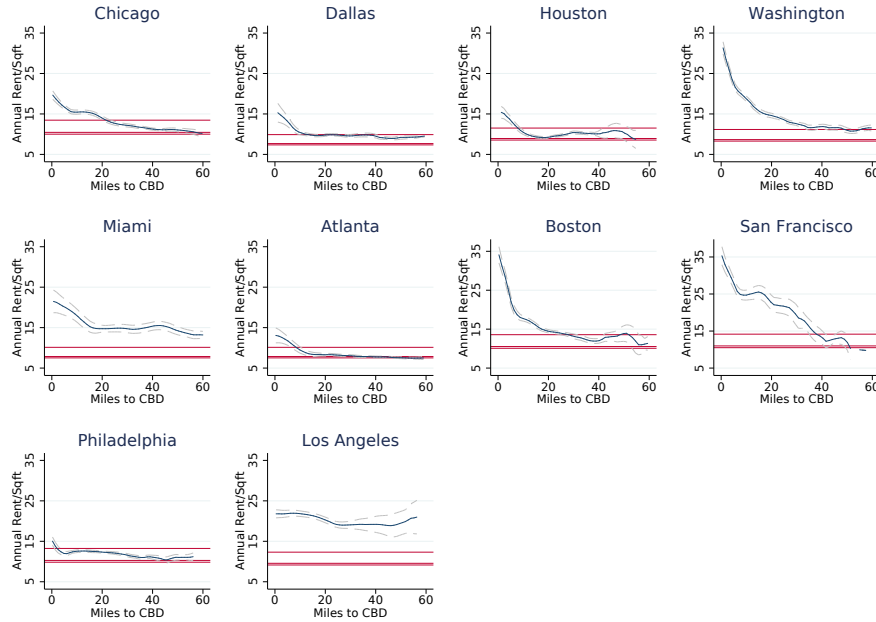 Chicago
Annual Rent/Sqft
35
25
15
5
0 20 40 60
Miles to CBD
Dallas
Annual Rent/Sqft
35
25
15
5
0 20 40 60
Miles to CBD
Houston
Annual Rent/Sqft
35
25
15
5
0 20 40 60
Miles to CBD
Washington
Annual Rent/Sqft
35
25
15
5
0 20 40 60
Miles to CBD
Miami
Annual Rent/Sqft
35
25
15
5
0 20 40 60
Miles to CBD
Atlanta
Annual Rent/Sqft
35
25
15
5
0 20 40 60
Miles to CBD
Boston
Annual Rent/Sqft
35
25
15
5
0 20 40 60
Miles to CBD
San Francisco
Annual Rent/Sqft
35
25
15
5
0 20 40 60
Miles to CBD
Philadelphia
Annual Rent/Sqft
35
25
15
5
0 20 40 60
Miles to CBD
Los Angeles
Annual Rent/Sqft
35
25
15
5
0 20 40 60
Miles to CBD